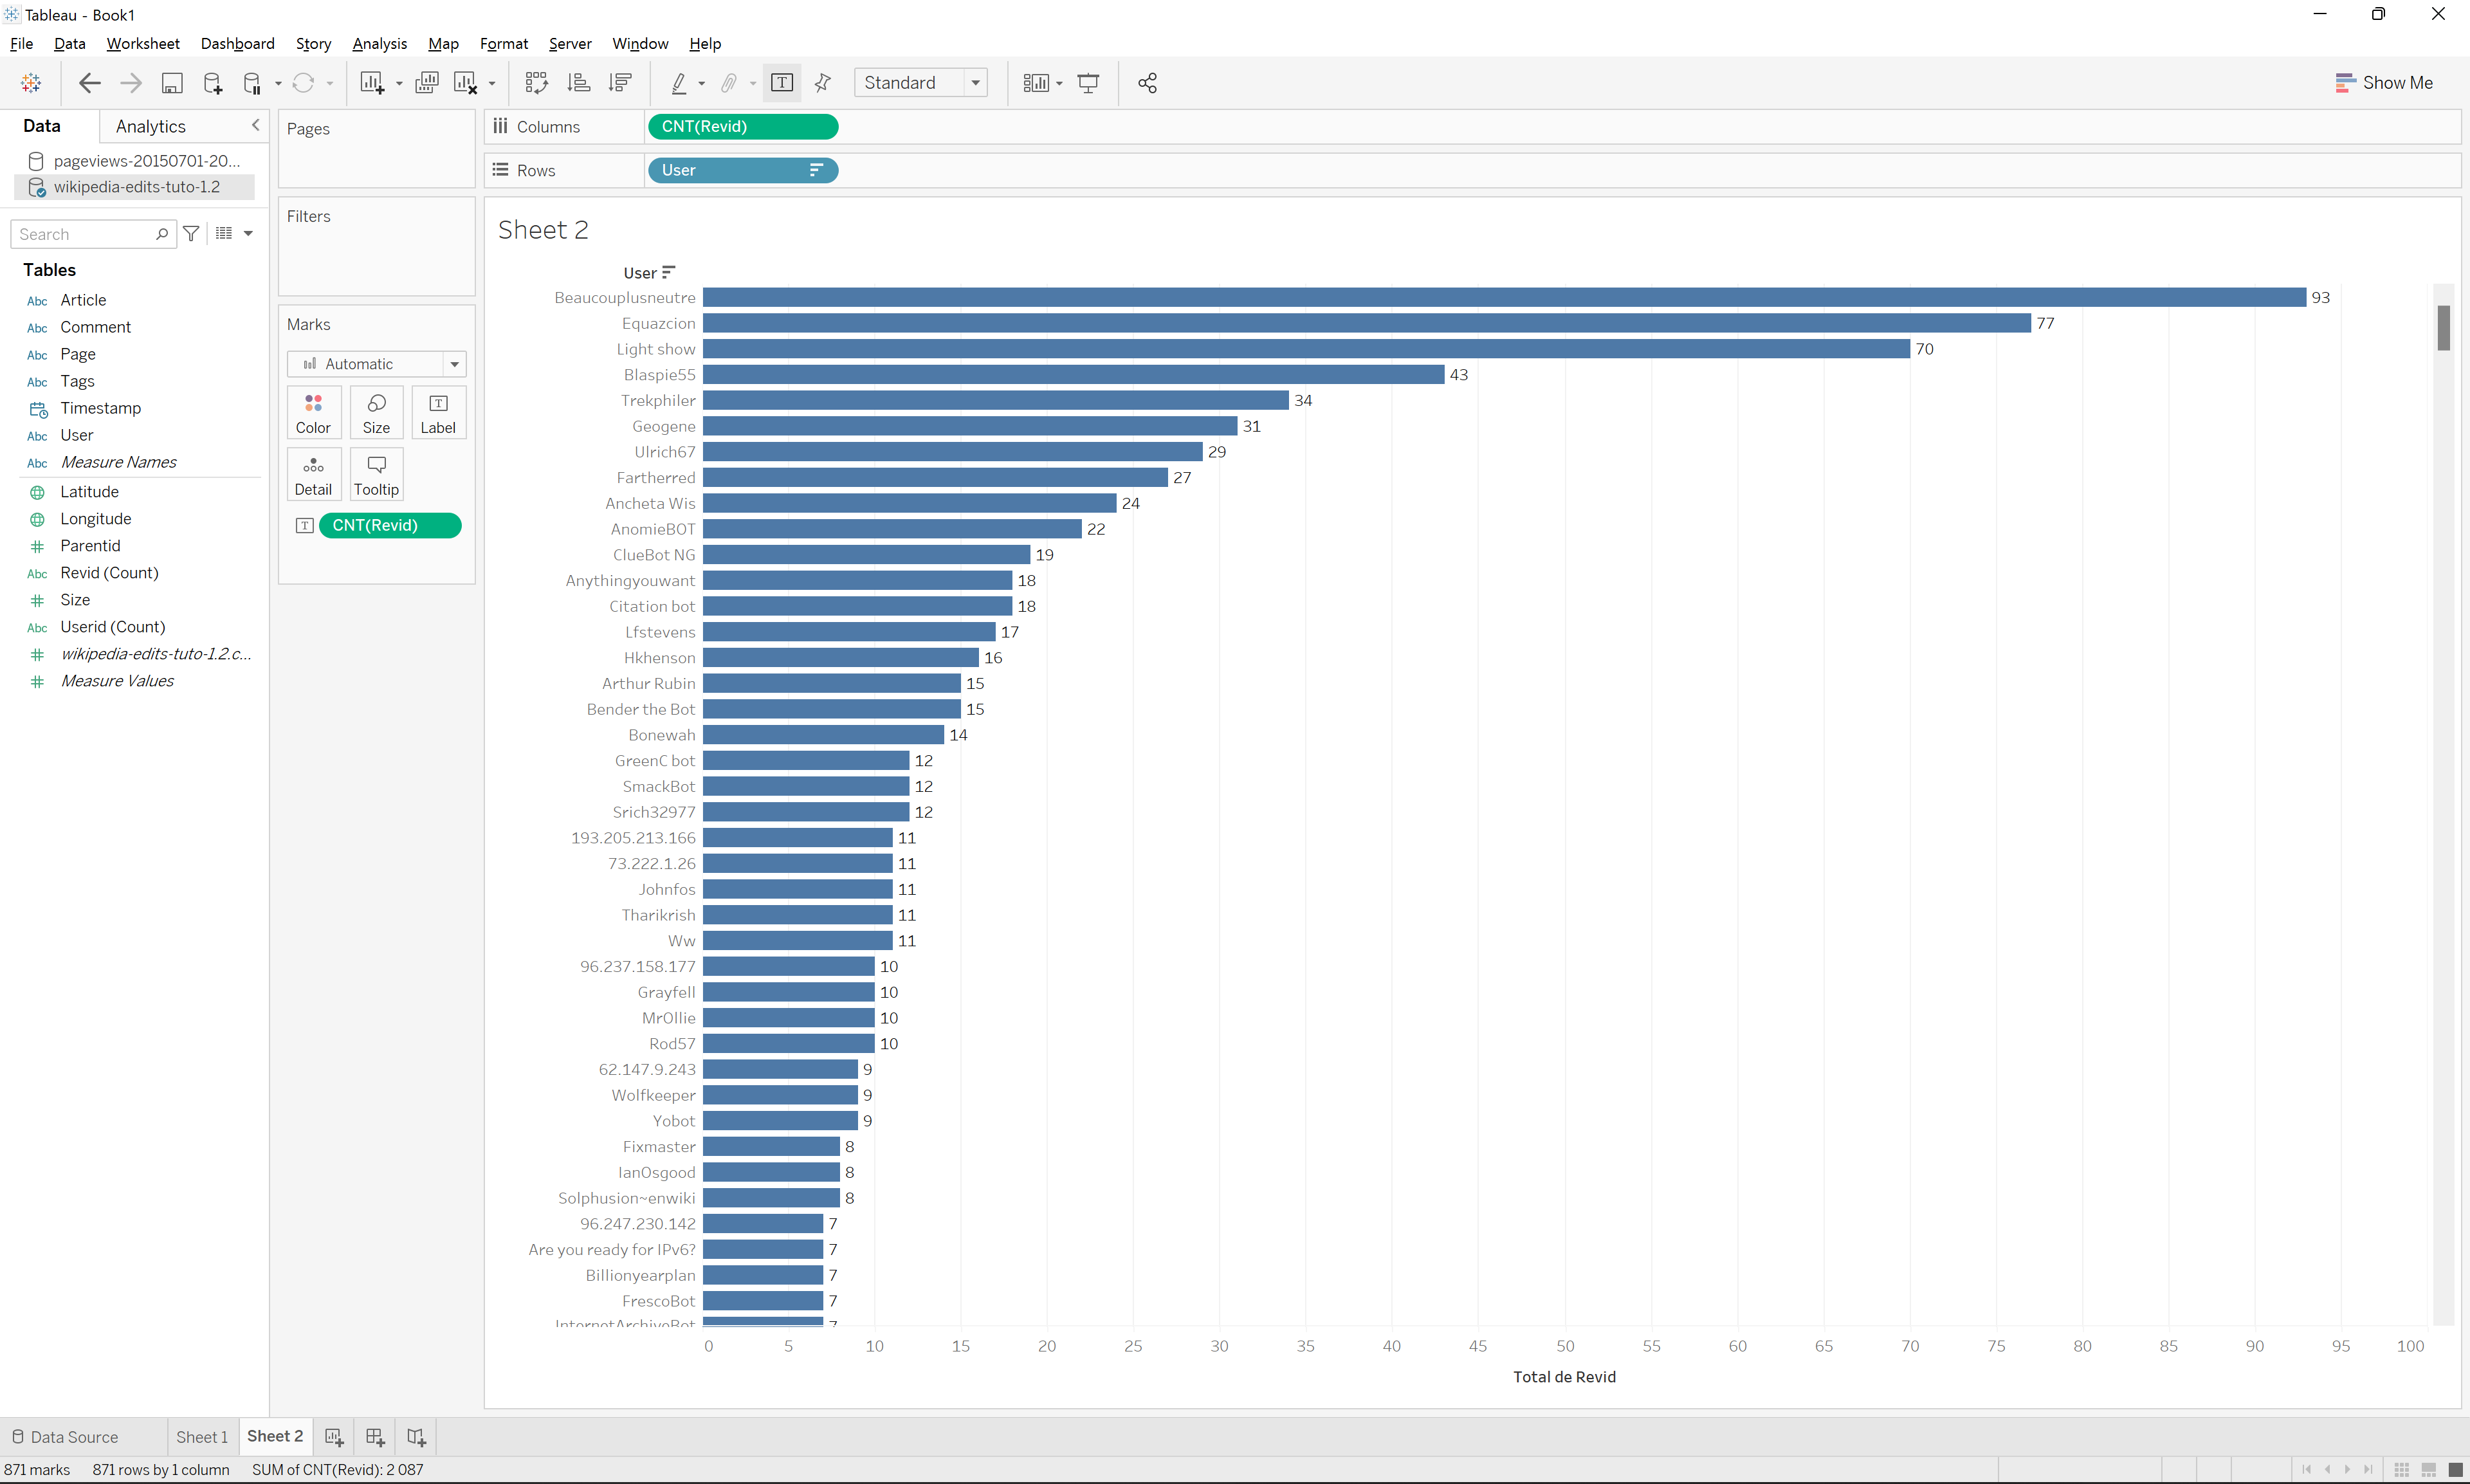 Tableau - Book1
File Data Worksheet Dashboard Story Analysis Map Format Server Window Help
Standard
Show Me
Data Analytics
pageviews-20150701-20...
wikipedia-edits-tuto-1.2
Search
Tables
Abc Article
Abc Comment
Abc Page
Abc Tags
Timestamp
Abc User
Abc Measure Names
Latitude
Longitude
# Parentid
Abc Revid (Count)
# Size
Abc Userid (Count)
# wikipedia-edits-tuto-1.2.c...
# Measure Values
Pages
Filters
Marks
Automatic
Color Size Label
Detail Tooltip
CNT(Revid)
Columns CNT(Revid)
Rows User
Sheet 2
User
Beaucouplusneutre 93
Equazcion 77
Light show 70
Blaspie55 43
Trekphiler 34
Geogene 31
Ulrich67 29
Fartherred 27
Ancheta Wis 24
AnomieBOT 22
ClueBot NG 19
Anythingyouwant 18
Citation bot 18
Lfstevens 17
Hkhenson 16
Arthur Rubin 15
Bender the Bot 15
Bonewah 14
GreenC bot 12
SmackBot 12
Srich32977 12
193.205.213.166 11
73.222.1.26 11
Johnfos 11
Tharikrish 11
Ww 11
96.237.158.177 10
Grayfell 10
MrOllie 10
Rod57 10
62.147.9.243 9
Wolfkeeper 9
Yobot 9
Fixmaster 8
IanOsgood 8
Solphusion~enwiki 8
96.247.230.142 7
Are you ready for IPv6? 7
Billionyearplan 7
FrescoBot 7
InternetArchiveBot 7
0 5 10 15 20 25 30 35 40 45 50 55 60 65 70 75 80 85 90 95 100
Total de Revid
Data Source Sheet 1 Sheet 2
871 marks 871 rows by 1 column SUM of CNT(Revid): 2 087